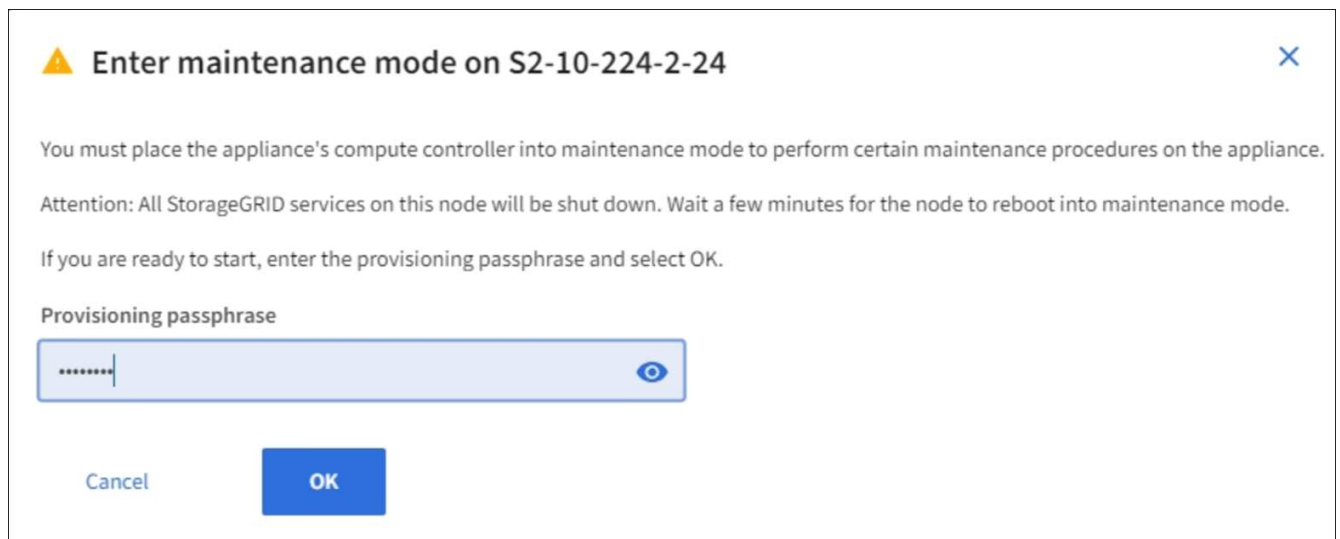 Enter maintenance mode on S2-10-224-2-24
You must place the appliance's compute controller into maintenance mode to perform certain maintenance procedures on the appliance.
Attention: All StorageGRID services on this node will be shut down. Wait a few minutes for the node to reboot into maintenance mode.
If you are ready to start, enter the provisioning passphrase and select OK.
Provisioning passphrase
••••••••
Cancel
OK